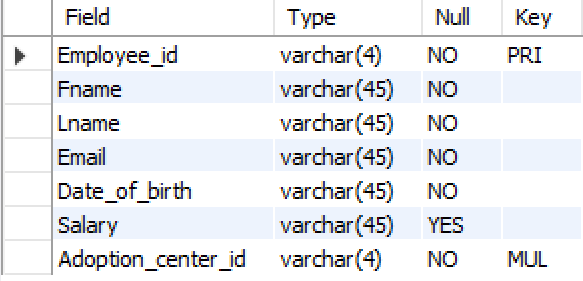 Field Type Null Key
Employee_id varchar(4) NO PRI
Fname varchar(45) NO
Lname varchar(45) NO
Email varchar(45) NO
Date_of_birth varchar(45) NO
Salary varchar(45) YES
Adoption_center_id varchar(4) NO MUL